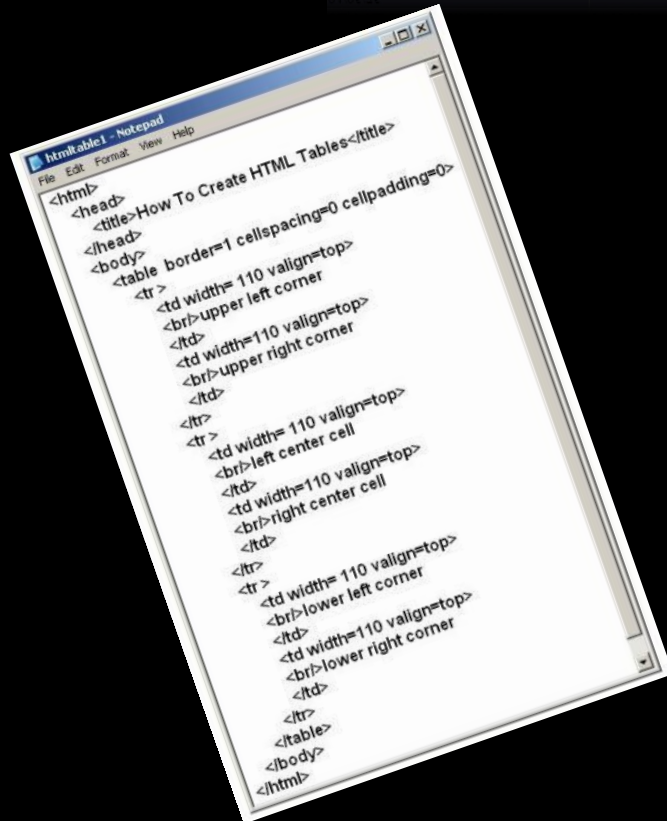 htmltable1 - Notepad
File Edit Format View Help
<html>
<head>
<title>How To Create HTML Tables</title>
</head>
<body>
<table border=1 cellspacing=0 cellpadding=0>
<tr >
<td width= 110 valign=top>
<br/>upper left corner
</td>
<td width=110 valign=top>
<br/>upper right corner
</td>
</tr>
<tr >
<td width= 110 valign=top>
<br/>left center cell
</td>
<td width=110 valign=top>
<br/>right center cell
</td>
</tr>
<tr >
<td width= 110 valign=top>
<br/>lower left corner
</td>
<td width=110 valign=top>
<br/>lower right corner
</td>
</tr>
</table>
</body>
</html>